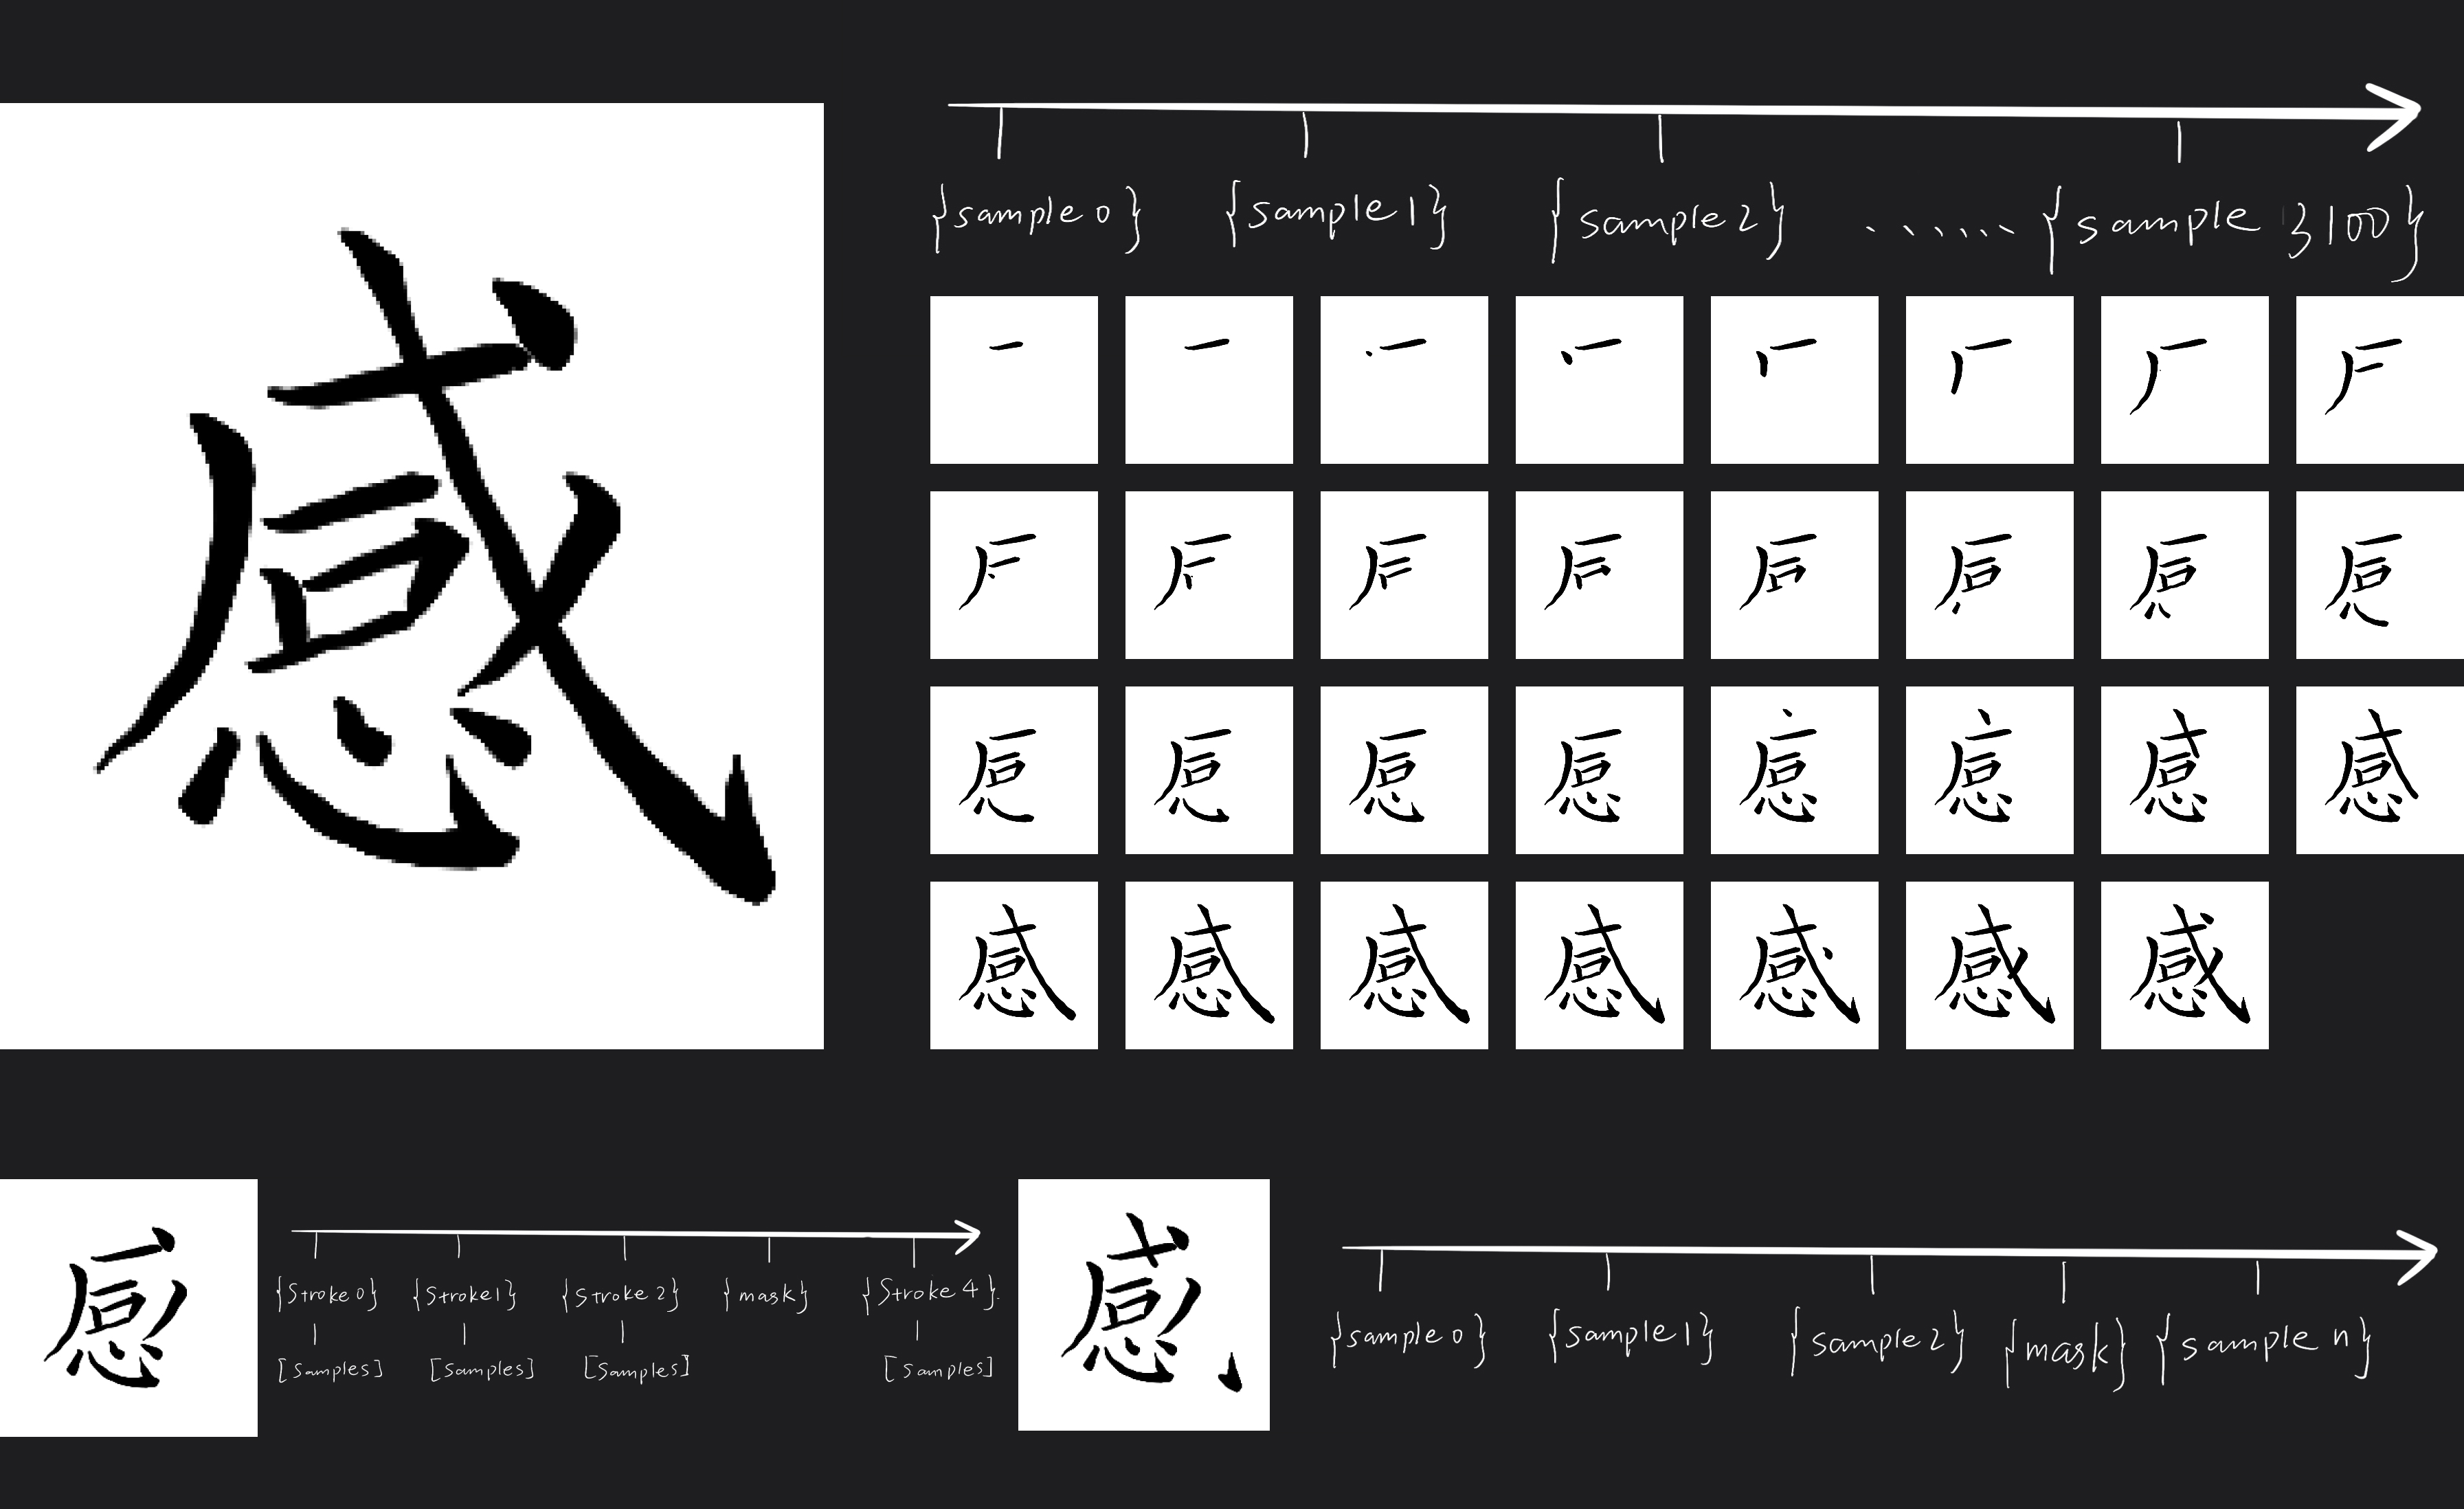 感
{sample 0} {sample 1} {sample 2} ...... {sample 3100}
{Stroke 0} {Stroke 1} {Stroke 2} {mask} {Stroke 4}
[samples] [samples] [samples] [samples]
{sample 0} {sample 1} {sample 2} {mask} {sample n}